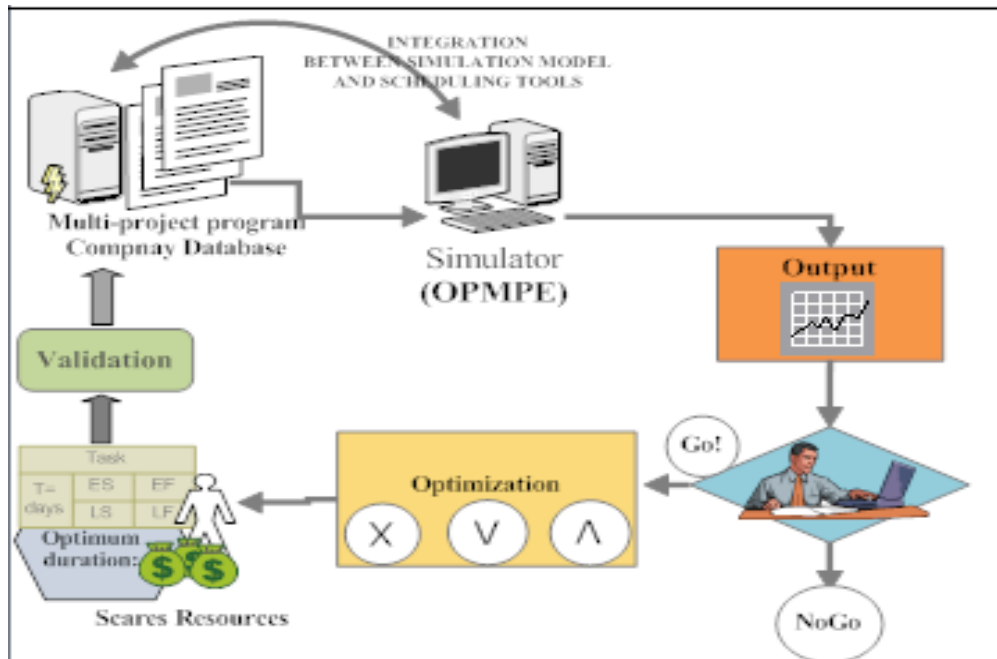 INTEGRATION
BETWEEN SIMULATION MODEL
AND SCHEDULING TOOLS
Multi-project program
Compnay Database
Simulator
(OPMPE)
Output
Validation
Go!
Optimization
X
V
Λ
Task
T=
days
ES
EF
LS
LF
Optimum
duration:
$
$
$
Scares Resources
NoGo